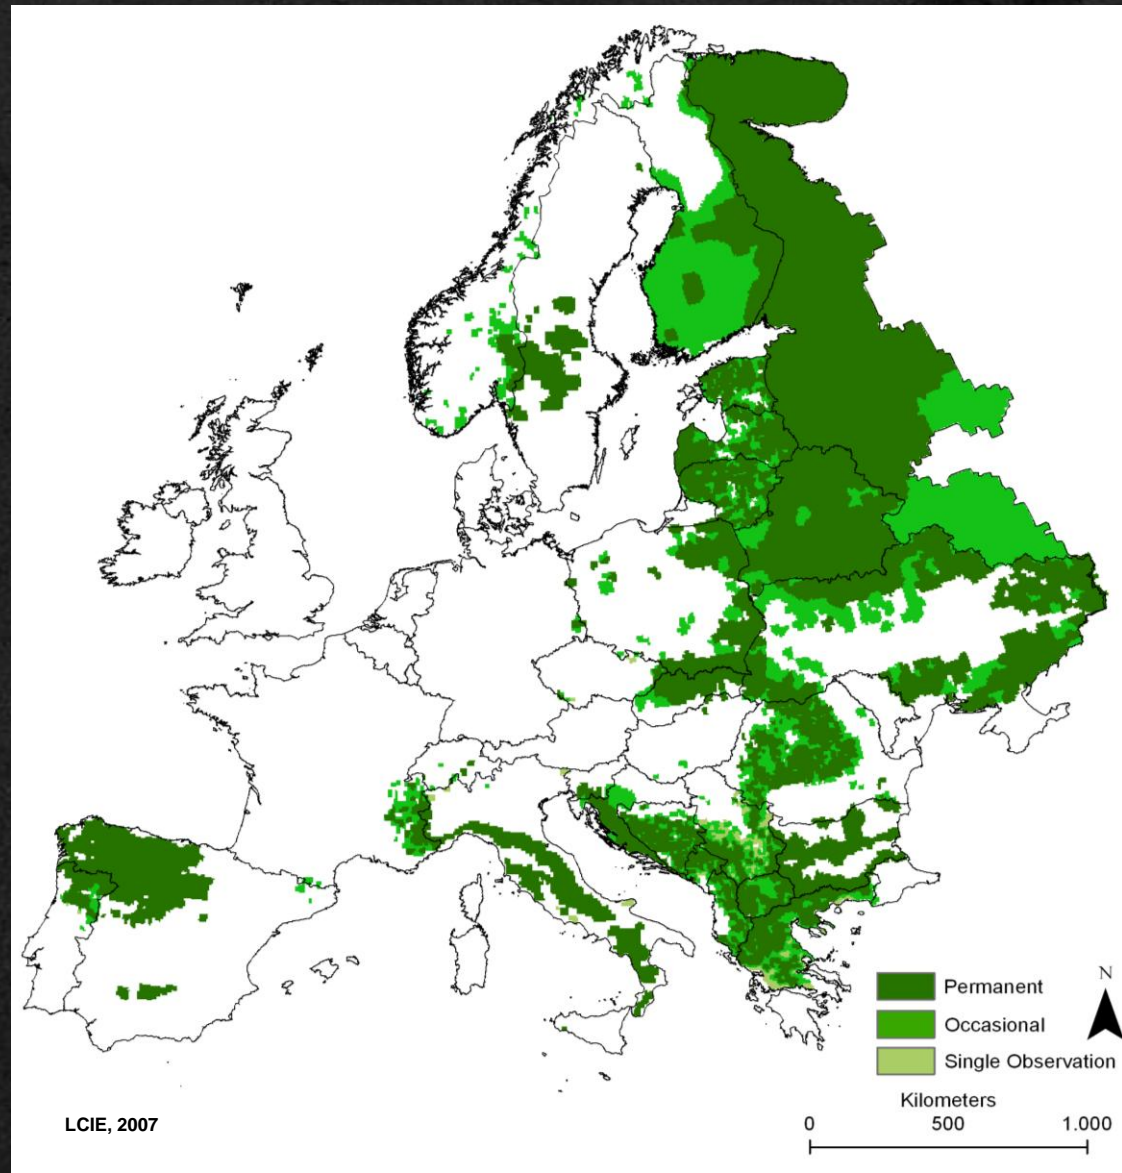 Permanent
Occasional
Single Observation
N
Kilometers
0 500 1.000
LCIE, 2007